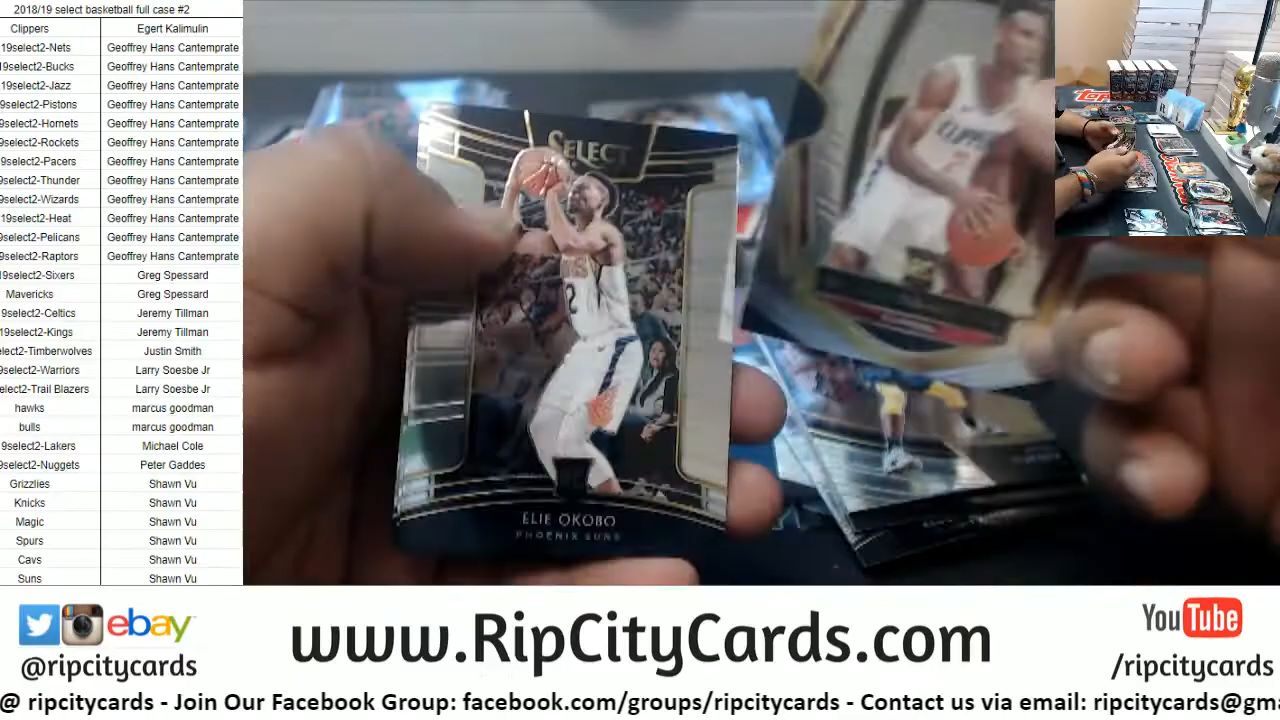 2018/19 select basketball full case #2
Clippers Egert Kalimulin
19select2-Nets Geoffrey Hans Cantemprate
19select2-Bucks Geoffrey Hans Cantemprate
19select2-Jazz Geoffrey Hans Cantemprate
9select2-Pistons Geoffrey Hans Cantemprate
9select2-Hornets Geoffrey Hans Cantemprate
9select2-Rockets Geoffrey Hans Cantemprate
19select2-Pacers Geoffrey Hans Cantemprate
9select2-Thunder Geoffrey Hans Cantemprate
9select2-Wizards Geoffrey Hans Cantemprate
19select2-Heat Geoffrey Hans Cantemprate
9select2-Pelicans Geoffrey Hans Cantemprate
9select2-Raptors Geoffrey Hans Cantemprate
19select2-Sixers Greg Spessard
Mavericks Greg Spessard
9select2-Celtics Jeremy Tillman
19select2-Kings Jeremy Tillman
elect2-Timberwolves Justin Smith
select2-Warriors Larry Soesbe Jr
select2-Trail Blazers Larry Soesbe Jr
hawks marcus goodman
bulls marcus goodman
9select2-Lakers Michael Cole
9select2-Nuggets Peter Gaddes
Grizzlies Shawn Vu
Knicks Shawn Vu
Magic Shawn Vu
Spurs Shawn Vu
Cavs Shawn Vu
Suns Shawn Vu
SELECT
2
ELIE OKOBO
PHOENIX SUNS
CLIPPERS
ebay
@ripcitycards
www.RipCityCards.com
YouTube
/ripcitycards
@ ripcitycards - Join Our Facebook Group: facebook.com/groups/ripcitycards - Contact us via email: ripcitycards@gma